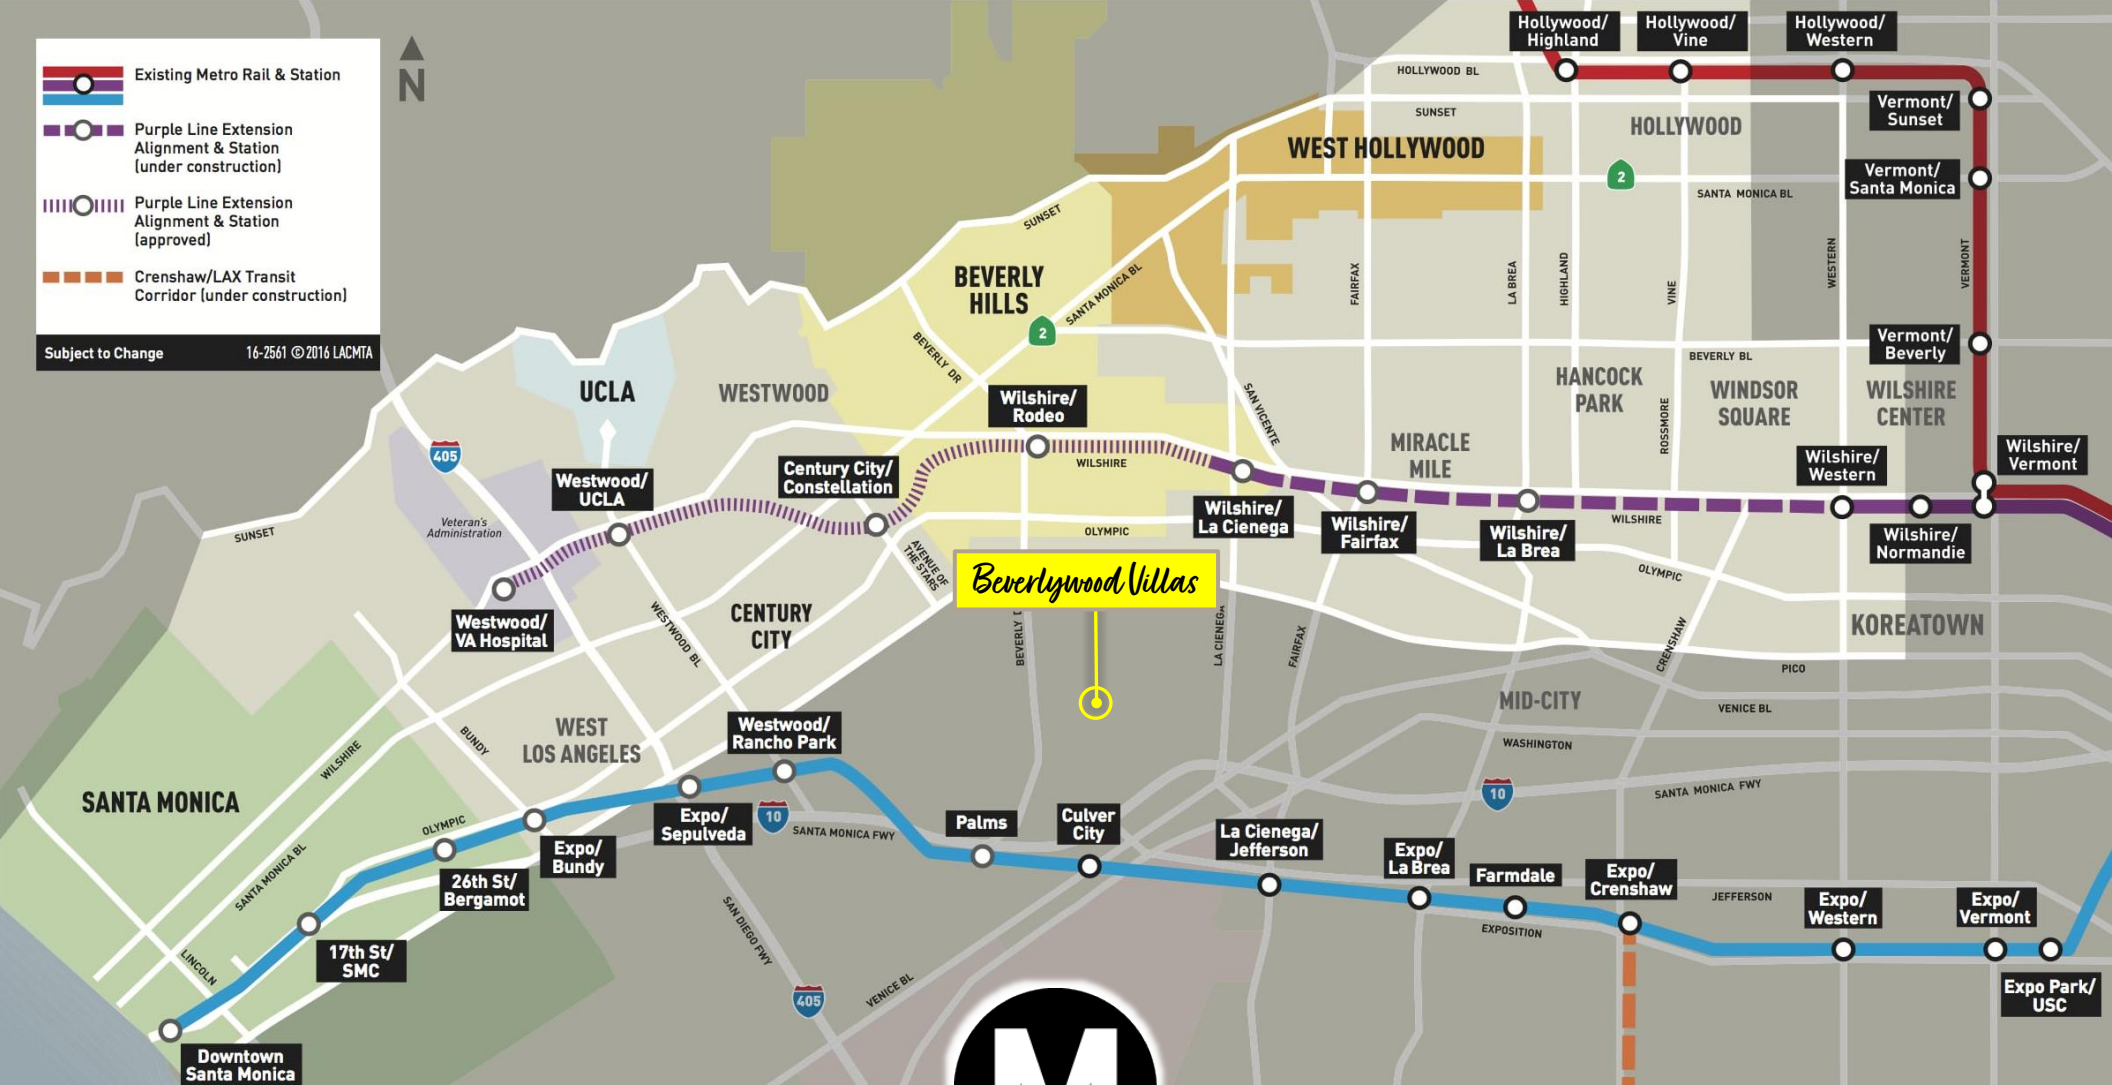 Existing Metro Rail & Station
Purple Line Extension
Alignment & Station
(under construction)
Purple Line Extension
Alignment & Station
(approved)
Crenshaw/LAX Transit
Corridor (under construction)
Subject to Change
16-2561 ©2016 LACMTA
N
Hollywood/
Highland
Hollywood/
Vine
Hollywood/
Western
HOLLYWOOD BL
SUNSET
Vermont/
Sunset
HOLLYWOOD
WEST HOLLYWOOD
2
Vermont/
Santa Monica
SANTA MONICA BL
SUNSET
BEVERLY
HILLS
SANTA MONICA BL
2
FAIRFAX
LA BREA
HIGHLAND
VINE
WESTERN
VERMONT
Vermont/
Beverly
BEVERLY BL
BEVERLY DR
UCLA
WESTWOOD
Wilshire/
Rodeo
SAN VICENTE
HANCOCK
PARK
WINDSOR
SQUARE
WILSHIRE
CENTER
ROSSMORE
MIRACLE
MILE
405
Westwood/
UCLA
Century City/
Constellation
WILSHIRE
Wilshire/
Western
Wilshire/
Vermont
Veteran's
Administration
SUNSET
OLYMPIC
AVENUE OF
THE STARS
Wilshire/
La Cienega
Wilshire/
Fairfax
Wilshire/
La Brea
WILSHIRE
Wilshire/
Normandie
OLYMPIC
Beverlywood Villas
Westwood/
VA Hospital
WESTWOOD BL
CENTURY
CITY
BEVERLY D
LA CIENEGA
FAIRFAX
CRENSHAW
KOREATOWN
PICO
MID-CITY
VENICE BL
WASHINGTON
WEST
LOS ANGELES
BUNDY
WILSHIRE
Westwood/
Rancho Park
SANTA MONICA
10
SANTA MONICA FWY
OLYMPIC
Expo/
Sepulveda
10
SANTA MONICA FWY
Palms
Culver
City
La Cienega/
Jefferson
Expo/
La Brea
Farmdale
Expo/
Crenshaw
JEFFERSON
Expo/
Western
Expo/
Vermont
EXPOSITION
SANTA MONICA BL
26th St/
Bergamot
Expo/
Bundy
SAN DIEGO FWY
17th St/
SMC
LINCOLN
405
VENICE BL
Expo Park/
USC
Downtown
Santa Monica
M